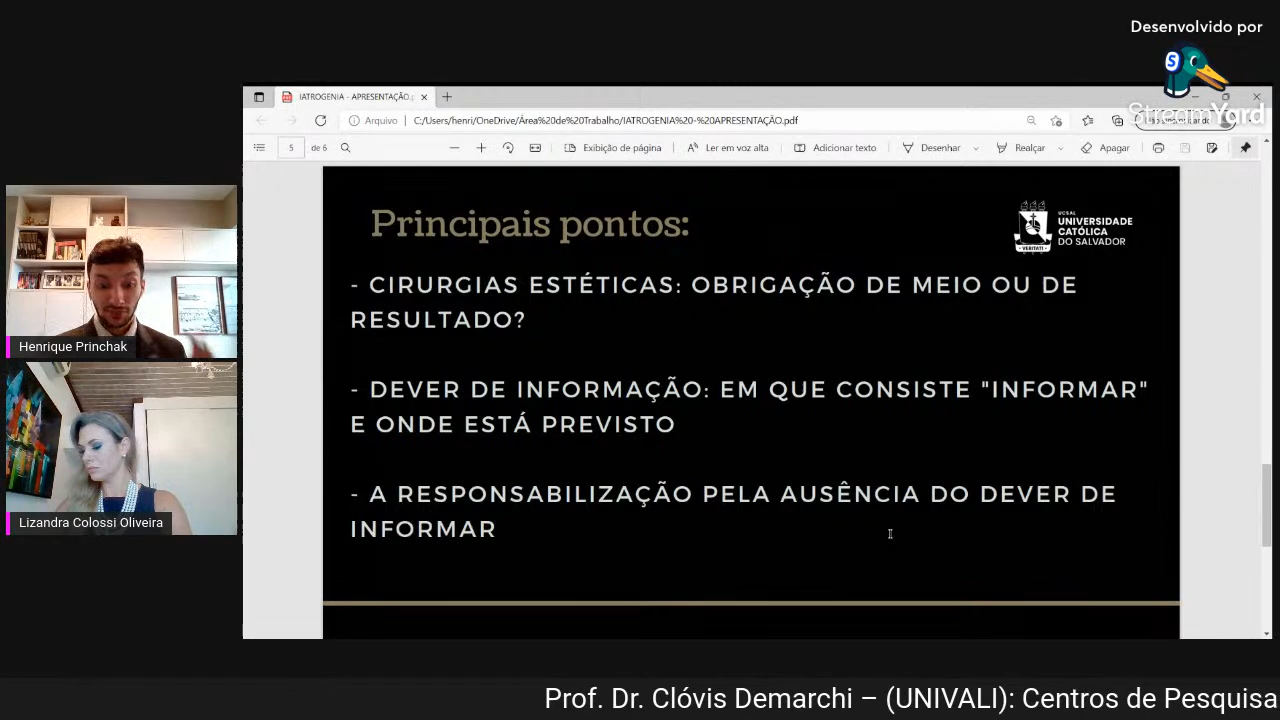 Desenvolvido por
StreamYard
IATROGENIA - APRESENTAÇÃO
Arquivo
C:/Users/henri/OneDrive/Área%20de%20Trabalho/IATROGENIA%20-%20APRESENTAÇÃO.pdf
5 de 6
Exibição de página
Ler em voz alta
Adicionar texto
Desenhar
Realçar
Apagar
Principais pontos:
UCSAL
UNIVERSIDADE
CATÓLICA
DO SALVADOR
VERITATI
- CIRURGIAS ESTÉTICAS: OBRIGAÇÃO DE MEIO OU DE
RESULTADO?
- DEVER DE INFORMAÇÃO: EM QUE CONSISTE "INFORMAR"
E ONDE ESTÁ PREVISTO
- A RESPONSABILIZAÇÃO PELA AUSÊNCIA DO DEVER DE
INFORMAR
Henrique Princhak
Lizandra Colossi Oliveira
Prof. Dr. Clóvis Demarchi – (UNIVALI): Centros de Pesquisa